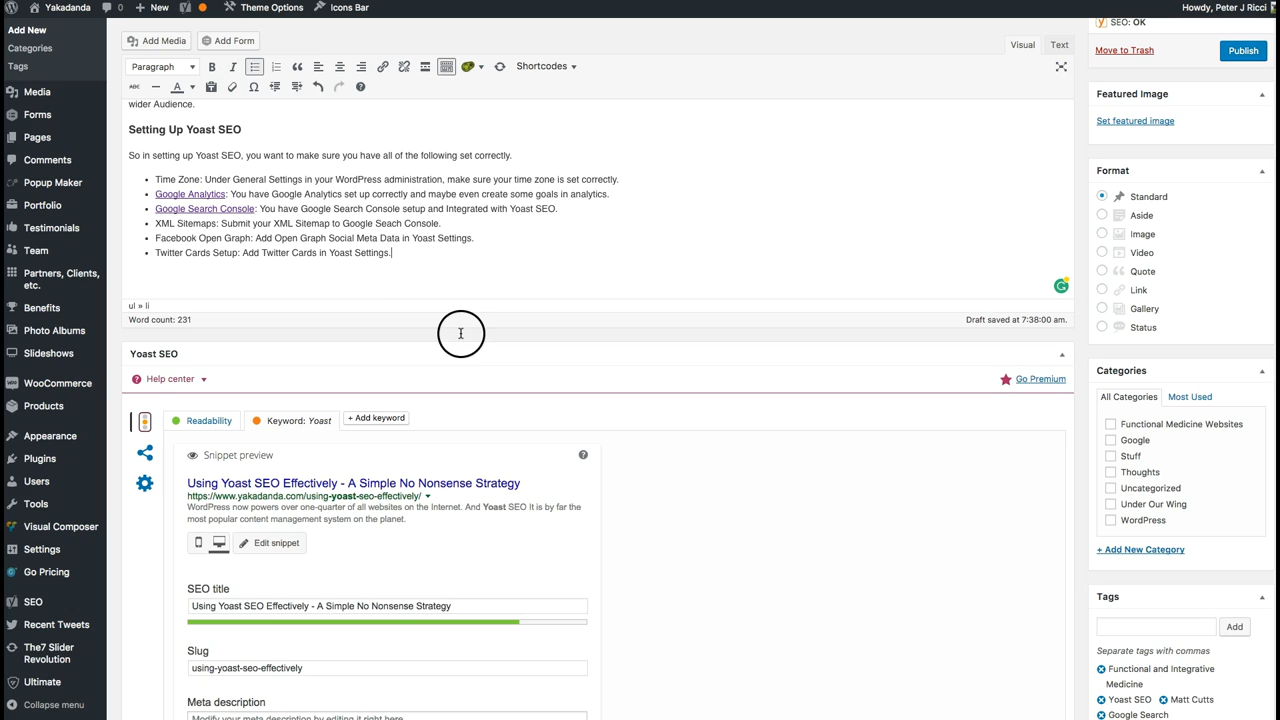 Yakadanda
0
New
Theme Options
Icons Bar
Howdy, Peter J Ricci
Add New
Categories
Tags
Media
Forms
Pages
Comments
Popup Maker
Portfolio
Testimonials
Team
Partners, Clients,
etc.
Benefits
Photo Albums
Slideshows
WooCommerce
Products
Appearance
Plugins
Users
Tools
Visual Composer
Settings
Go Pricing
SEO
Recent Tweets
The7 Slider
Revolution
Ultimate
Collapse menu
Add Media
Add Form
Visual
Text
Paragraph
Shortcodes
wider Audience.
Setting Up Yoast SEO
So in setting up Yoast SEO, you want to make sure you have all of the following set correctly.
• Time Zone: Under General Settings in your WordPress administration, make sure your time zone is set correctly.
• Google Analytics: You have Google Analytics set up correctly and maybe even create some goals in analytics.
• Google Search Console: You have Google Search Console setup and Integrated with Yoast SEO.
• XML Sitemaps: Submit your XML Sitemap to Google Seach Console.
• Facebook Open Graph: Add Open Graph Social Meta Data in Yoast Settings.
• Twitter Cards Setup: Add Twitter Cards in Yoast Settings.
ul » li
Word count: 231
Draft saved at 7:38:00 am.
Yoast SEO
Help center
Go Premium
Readability
Keyword: Yoast
+ Add keyword
Snippet preview
Using Yoast SEO Effectively - A Simple No Nonsense Strategy
https://www.yakadanda.com/using-yoast-seo-effectively/
WordPress now powers over one-quarter of all websites on the Internet. And Yoast SEO It is by far the
most popular content management system on the planet.
Edit snippet
SEO title
Using Yoast SEO Effectively - A Simple No Nonsense Strategy
Slug
using-yoast-seo-effectively
Meta description
Modify your meta description by editing it right here
SEO: OK
Move to Trash
Publish
Featured Image
Set featured image
Format
Standard
Aside
Image
Video
Quote
Link
Gallery
Status
Categories
All Categories
Most Used
Functional Medicine Websites
Google
Stuff
Thoughts
Uncategorized
Under Our Wing
WordPress
+ Add New Category
Tags
Add
Separate tags with commas
Functional and Integrative
Medicine
Yoast SEO
Matt Cutts
Google Search